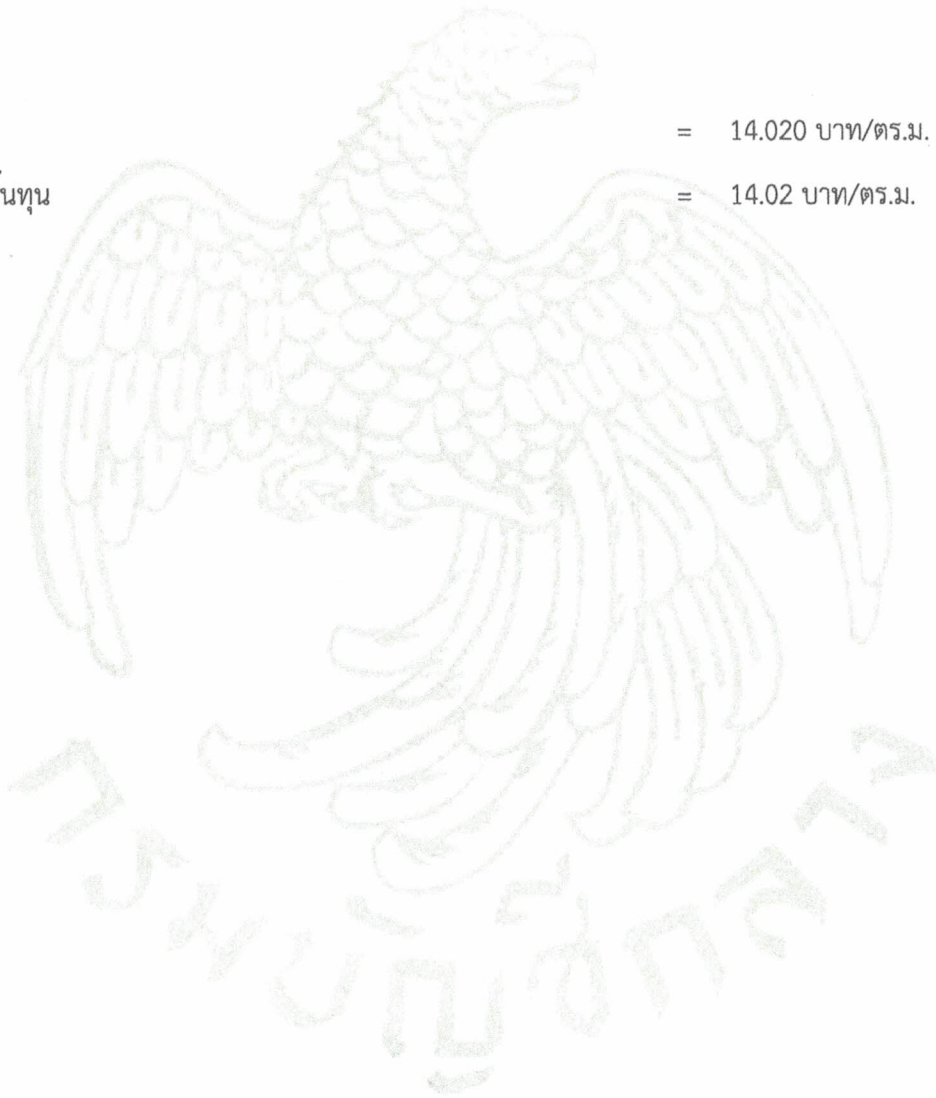 = 14.020 บาท/ตร.ม.
นทุน = 14.02 บาท/ตร.ม.
กรมบัญชีกลาง